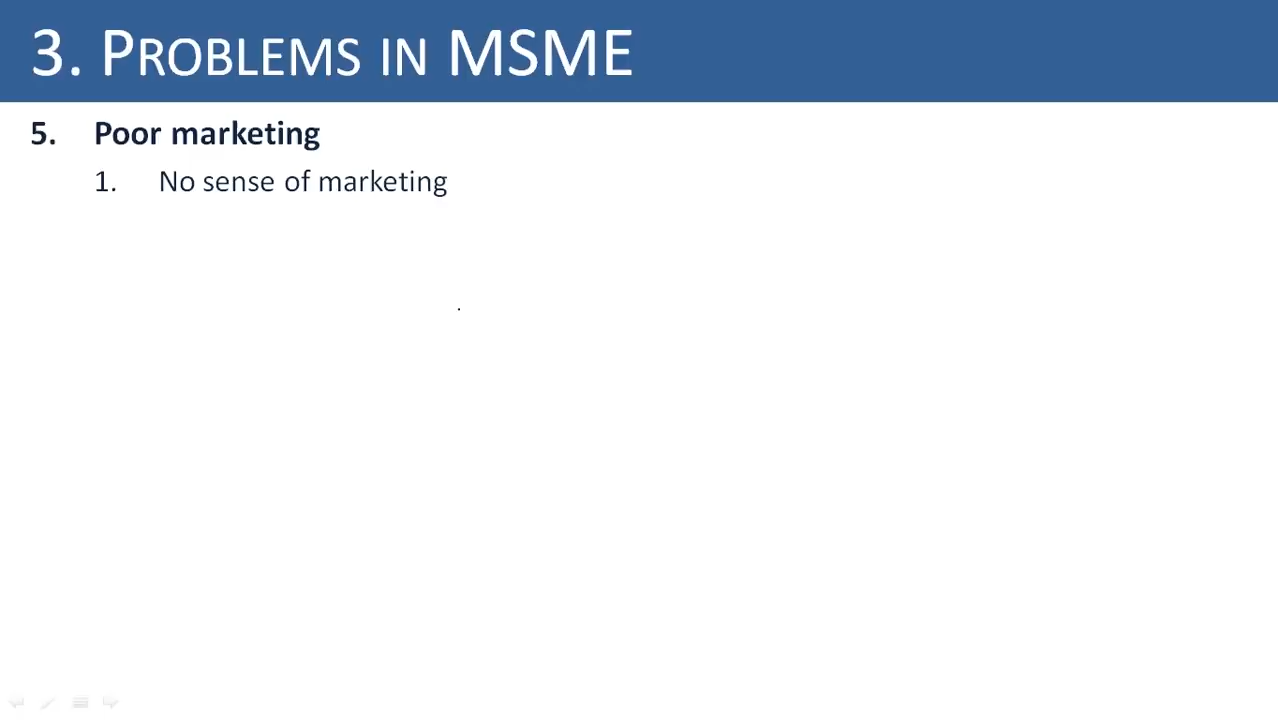 3. PROBLEMS IN MSME
5. Poor marketing
1. No sense of marketing